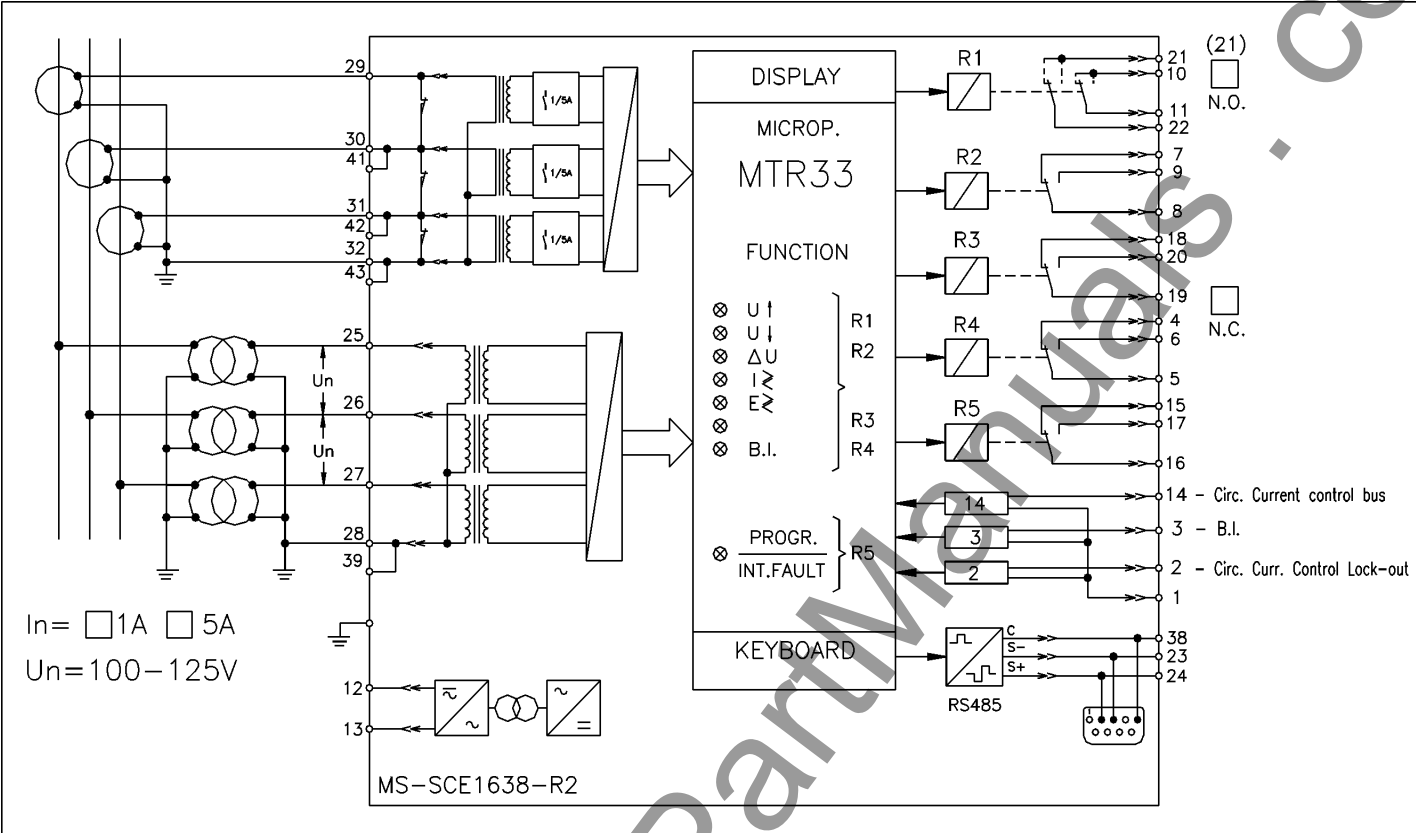 29
30
41
31
42
32
43
25
26
27
28
39
12
13
Un
Un
In= 1A 5A
Un=100-125V
MS-SCE1638-R2
1/5A
1/5A
1/5A
DISPLAY
MICROP.
MTR33
FUNCTION
U↑
U↓
ΔU
I≷
E≷
B.I.
R1
R2
R3
R4
PROGR.
INT.FAULT
R5
KEYBOARD
R1
R2
R3
R4
R5
14
3
2
C
S-
S+
RS485
21
10
11
22
7
9
8
18
20
19
4
6
5
15
17
16
14 - Circ. Current control bus
3 - B.I.
2 - Circ. Curr. Control Lock-out
1
38
23
24
(21)
N.O.
N.C.
PartManuals . co